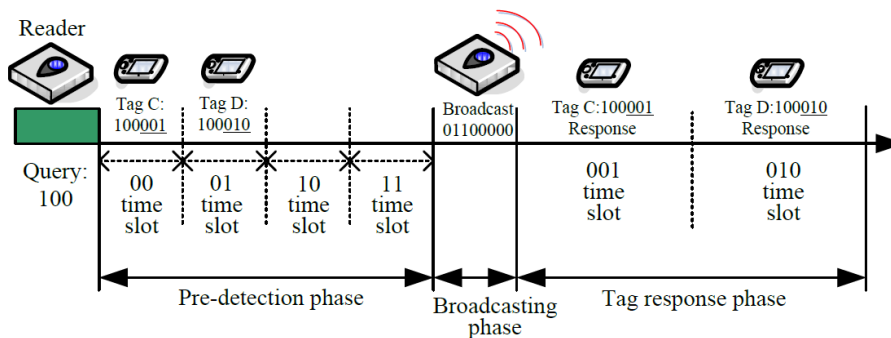 Reader
Tag C:
100001
Tag D:
100010
Broadcast
01100000
Tag C:100001
Response
Tag D:100010
Response
Query:
100
00
time
slot
01
time
slot
10
time
slot
11
time
slot
001
time
slot
010
time
slot
Pre-detection phase
Broadcasting
phase
Tag response phase